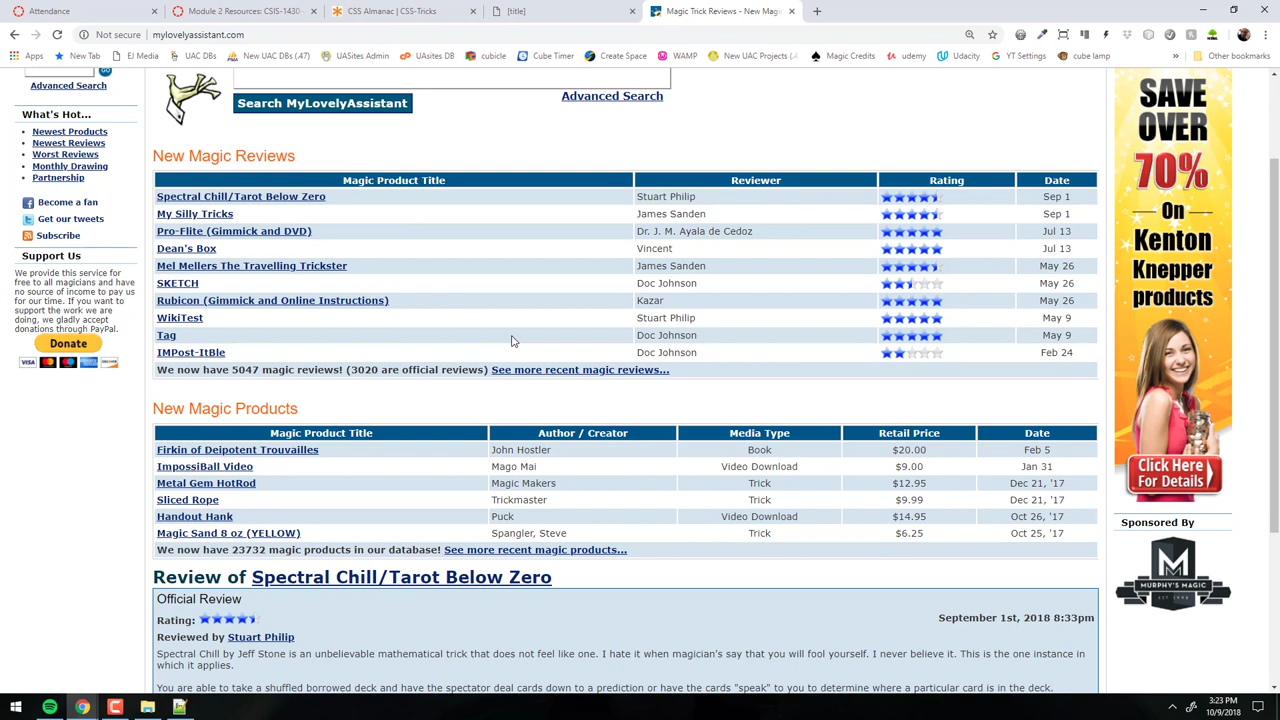 Attendance
Module 2 Resources: CSIS-1430
CSS Almanac | CSS-Tricks
[title]
Magic Trick Reviews - New Magi
Not secure
mylovelyassistant.com
Apps
New Tab
EJ Media
UAC DBs
New UAC DBs (.47)
UASites Admin
UAsites DB
cubicle
Cube Timer
Create Space
WAMP
New UAC Projects (/
Magic Credits
udemy
Udacity
YT Settings
cube lamp
»
Other bookmarks
GO
Advanced Search
What's Hot...
Newest Products
Newest Reviews
Worst Reviews
Monthly Drawing
Partnership
Become a fan
Get our tweets
Subscribe
Support Us
We provide this service for
free to all magicians and have
no source of income to pay us
for our time. If you want to
support the work we are
doing, we gladly accept
donations through PayPal.
Donate
VISA
Search MyLovelyAssistant
Advanced Search
New Magic Reviews
Magic Product Title Reviewer Rating Date
Spectral Chill/Tarot Below Zero Stuart Philip Sep 1
My Silly Tricks James Sanden Sep 1
Pro-Flite (Gimmick and DVD) Dr. J. M. Ayala de Cedoz Jul 13
Dean's Box Vincent Jul 13
Mel Mellers The Travelling Trickster James Sanden May 26
SKETCH Doc Johnson May 26
Rubicon (Gimmick and Online Instructions) Kazar May 26
WikiTest Stuart Philip May 9
Tag Doc Johnson May 9
IMPost-ItBle Doc Johnson Feb 24
We now have 5047 magic reviews! (3020 are official reviews) See more recent magic reviews...
New Magic Products
Magic Product Title Author / Creator Media Type Retail Price Date
Firkin of Deipotent Trouvailles John Hostler Book $20.00 Feb 5
ImpossiBall Video Mago Mai Video Download $9.00 Jan 31
Metal Gem HotRod Magic Makers Trick $12.95 Dec 21, '17
Sliced Rope Trickmaster Trick $9.99 Dec 21, '17
Handout Hank Puck Video Download $14.95 Oct 26, '17
Magic Sand 8 oz (YELLOW) Spangler, Steve Trick $6.25 Oct 25, '17
We now have 23732 magic products in our database! See more recent magic products...
Review of Spectral Chill/Tarot Below Zero
Official Review
Rating:
September 1st, 2018 8:33pm
Reviewed by Stuart Philip
Spectral Chill by Jeff Stone is an unbelievable mathematical trick that does not feel like one. I hate it when magician's say that you will fool yourself. I never believe it. This is the one instance in
which it applies.
You are able to take a shuffled borrowed deck and have the spectator deal cards down to a prediction or have the cards "speak" to you to determine where a particular card is in the deck.
SAVE
OVER
70%
On
Kenton
Knepper
products
Click Here
For Details
Sponsored By
M
MURPHY'S MAGIC
3:23 PM
10/9/2018